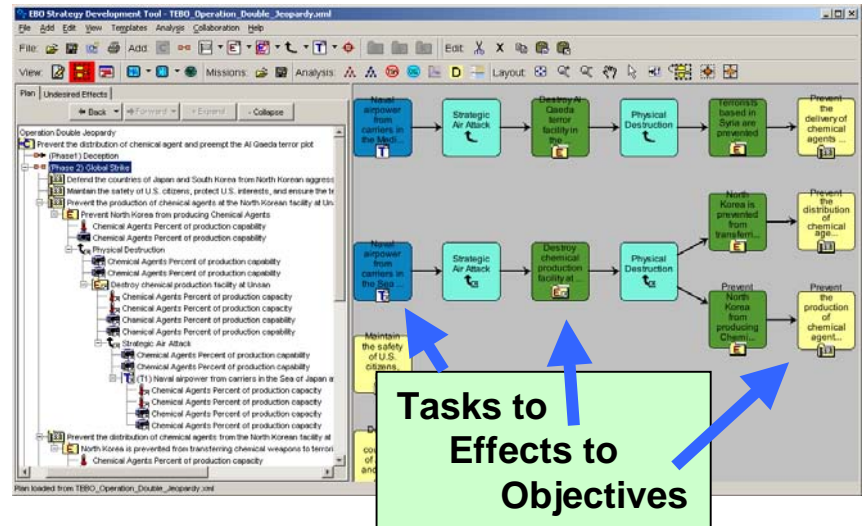 EBO Strategy Development Tool - TEBO_Operation_Double_Jeopardy.xml
File Add Edit View Templates Analysis Collaboration Help
File: Add: Edit:
View: Missions: Analysis: D Layout:
Plan Undesired Effects
Back Forward + Expand - Collapse
Operation Double Jeopardy
Prevent the distribution of chemical agent and preempt the Al Qaeda terror plot
(Phase1) Deception
(Phase 2) Global Strike
Defend the countries of Japan and South Korea from North Korean aggress
Maintain the safety of U.S. citizens, protect U.S. interests, and ensure the te
Prevent the production of chemical agents at the North Korean facility at Un
Prevent North Korea from producing Chemical Agents
Chemical Agents Percent of production capability
Chemical Agents Percent of production capability
Physical Destruction
Chemical Agents Percent of production capability
Chemical Agents Percent of production capability
Destroy chemical production facility at Unsan
Chemical Agents Percent of production capacity
Chemical Agents Percent of production capacity
Chemical Agents Percent of production capability
Chemical Agents Percent of production capability
Strategic Air Attack
Chemical Agents Percent of production capability
Chemical Agents Percent of production capability
(T1) Naval airpower from carriers in the Sea of Japan a
Chemical Agents Percent of production capacity
Chemical Agents Percent of production capacity
Chemical Agents Percent of production capability
Chemical Agents Percent of production capability
Prevent the distribution of chemical agents from the North Korean facility at
North Korea is prevented from transferring chemical weapons to terrori
Chemical Agents Percent of production capacity
Plan loaded from TEBO_Operation_Double_Jeopardy.xml
Naval
airpower
from
carriers in
the Medi...
Strategic
Air Attack
Destroy Al
Qaeda
terror
facility in
the ...
Physical
Destruction
Terrorists
based in
Syria are
prevented
Prevent
the
delivery of
chemical
agents ...
Naval
airpower
from
carriers in
the Sea ...
Strategic
Air Attack
Destroy
chemical
production
facility at ...
Physical
Destruction
North
Korea is
prevented
from
transferri...
Prevent
the
distribution
of
chemical
age...
Prevent
North
Korea
from
producing
Chemi...
Prevent
the
production
of
chemical
agent...
Maintain
the safety
of U.S.
citizens,
Tasks to
Effects to
Objectives